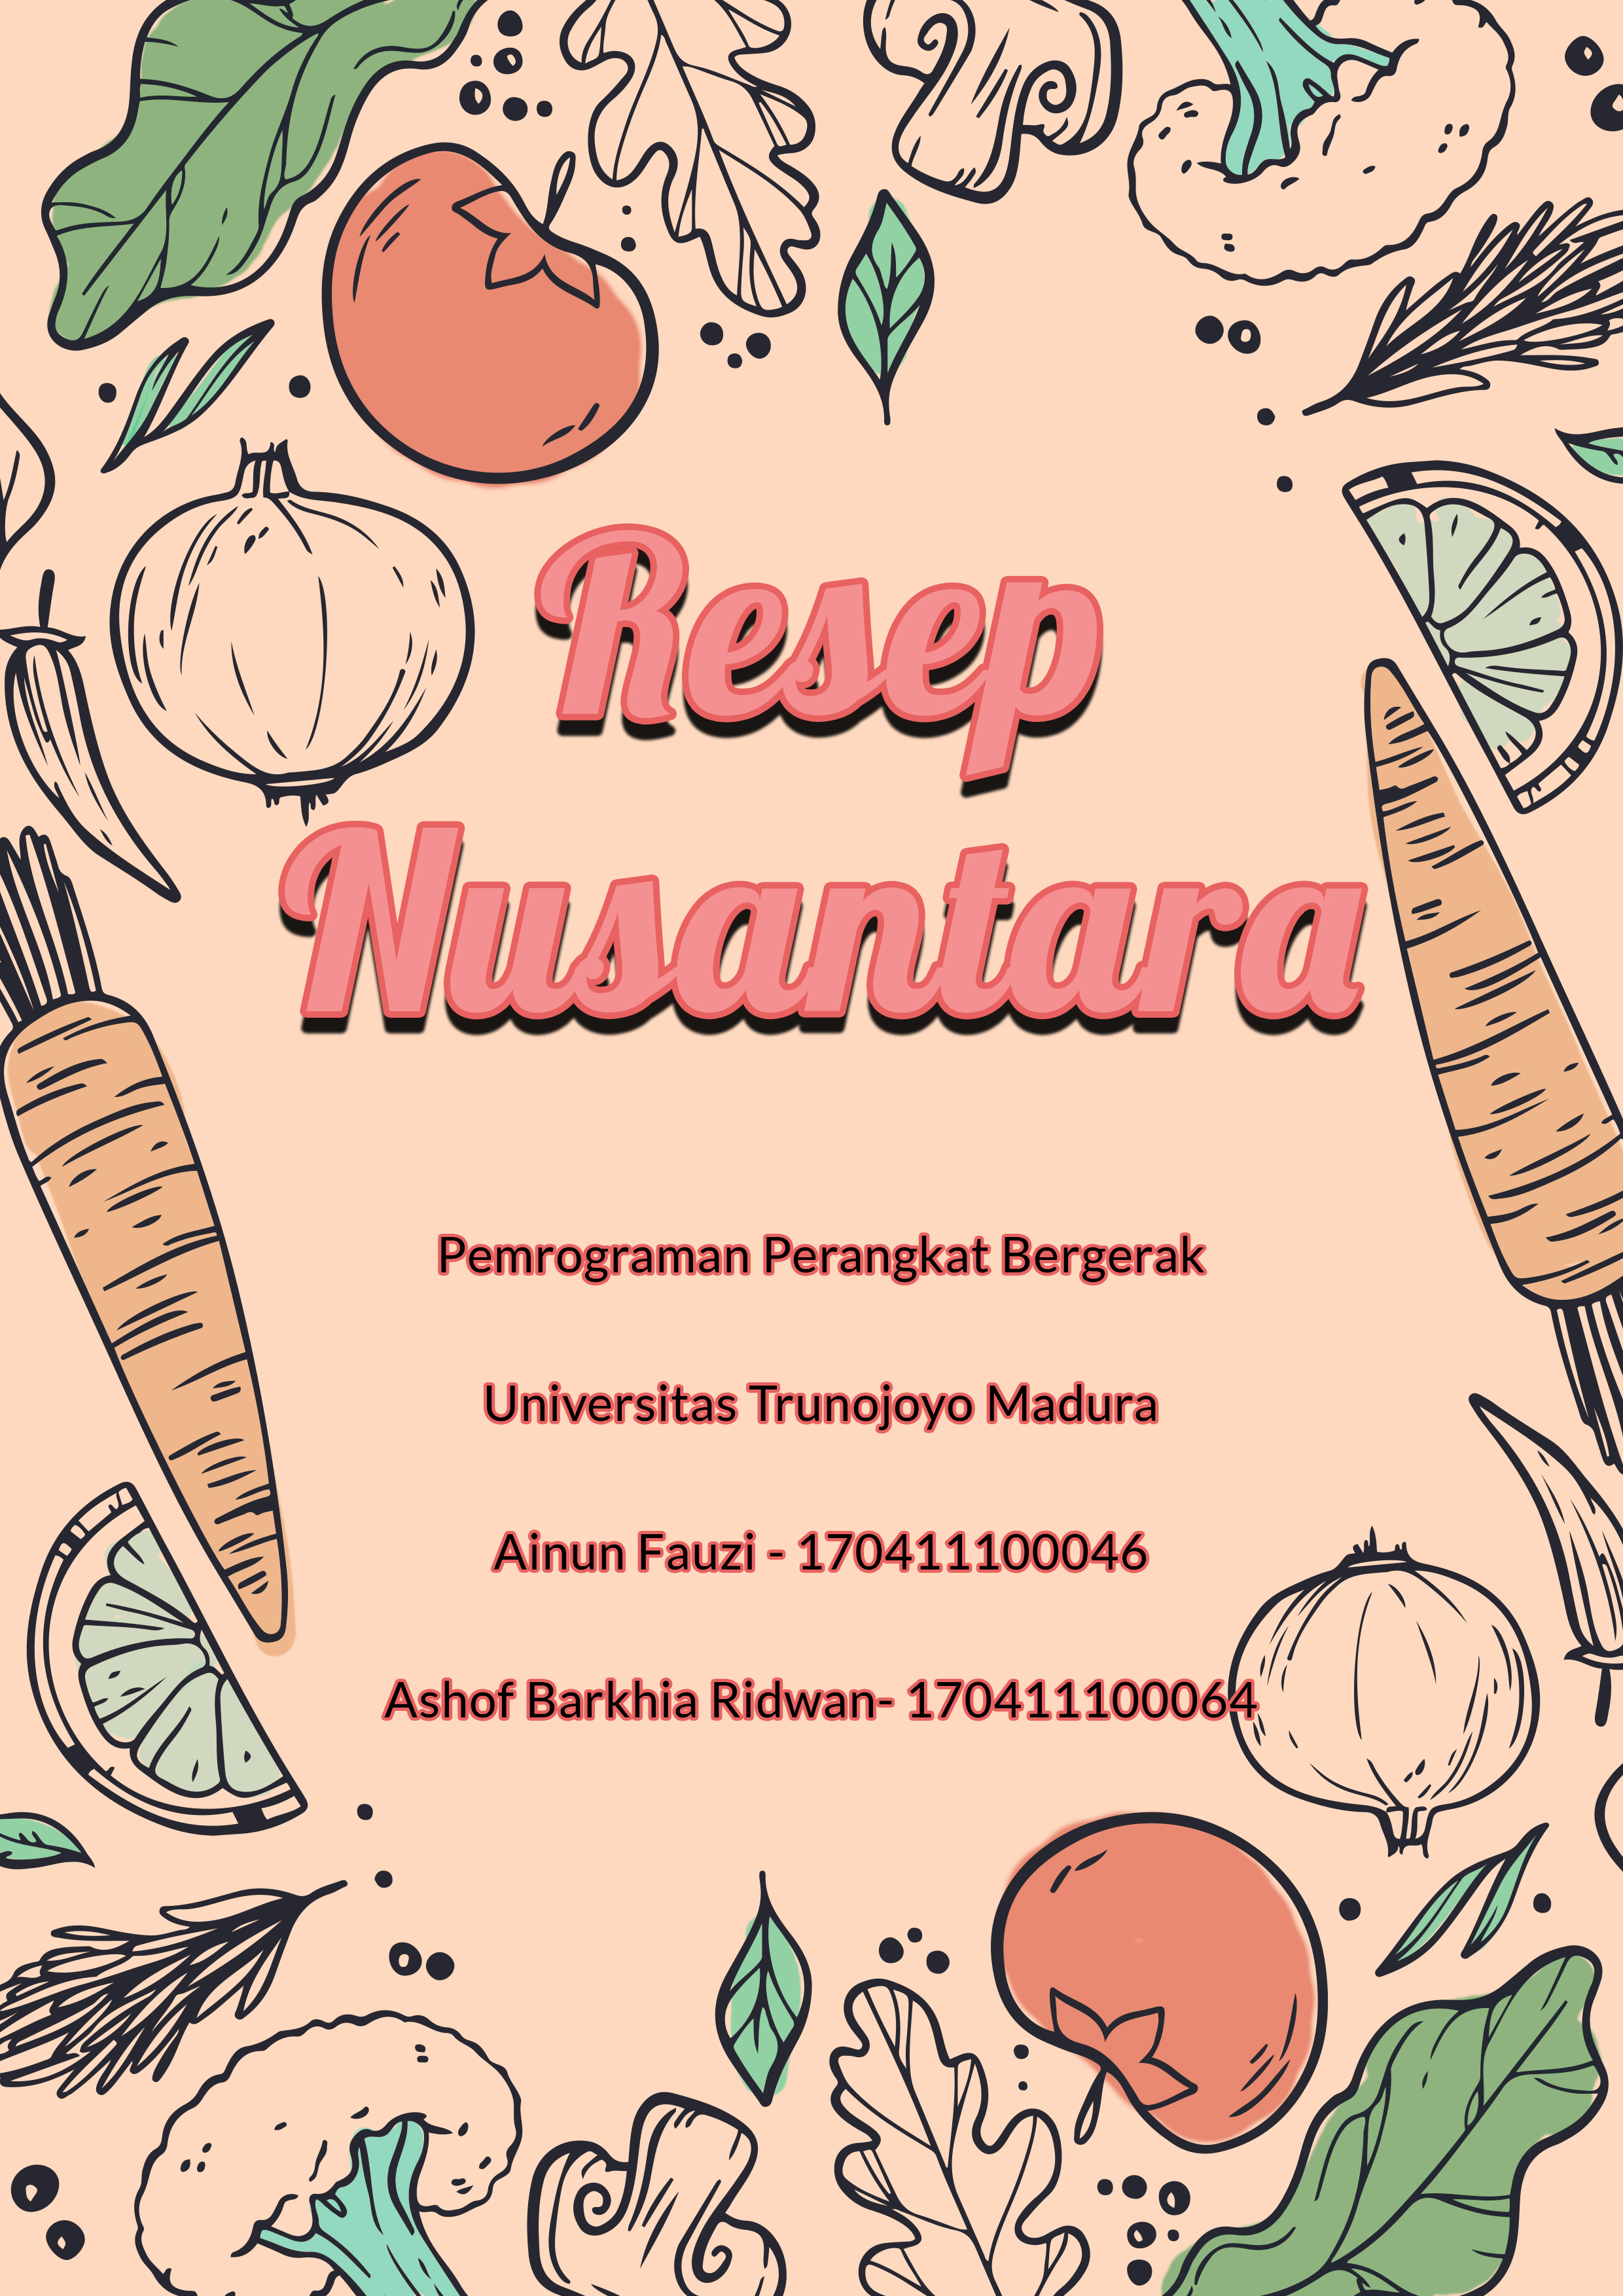 Resep
Nusantara
Pemrograman Perangkat Bergerak
Universitas Trunojoyo Madura
Ainun Fauzi - 170411100046
Ashof Barkhia Ridwan- 170411100064